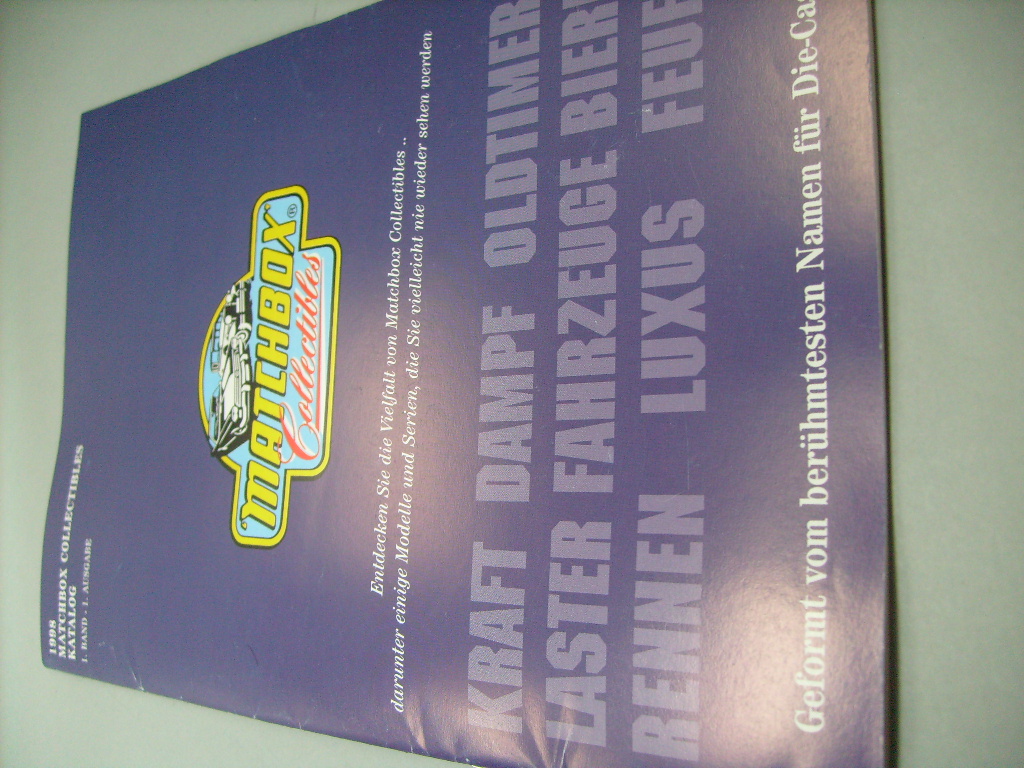 1998
MATCHBOX COLLECTIBLES
KATALOG
1. BAND - 1. AUSGABE
MATCHBOX®
Collectibles
Entdecken Sie die Vielfalt von Matchbox Collectibles ..
darunter einige Modelle und Serien, die Sie vielleicht nie wieder sehen werden
KRAFT DAMPF OLDTIMER
LASTER FAHRZEUGE BIER
RENNEN LUXUS FEUE
Geformt vom berühmtesten Namen für Die-Cas